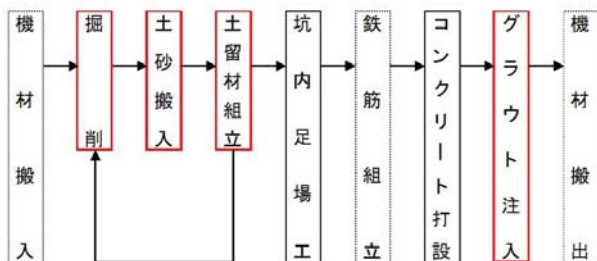 機材搬入
掘削
土砂搬入
土留材組立
坑内足場工
鉄筋組立
コンクリート打設
グラウト注入
機材搬出